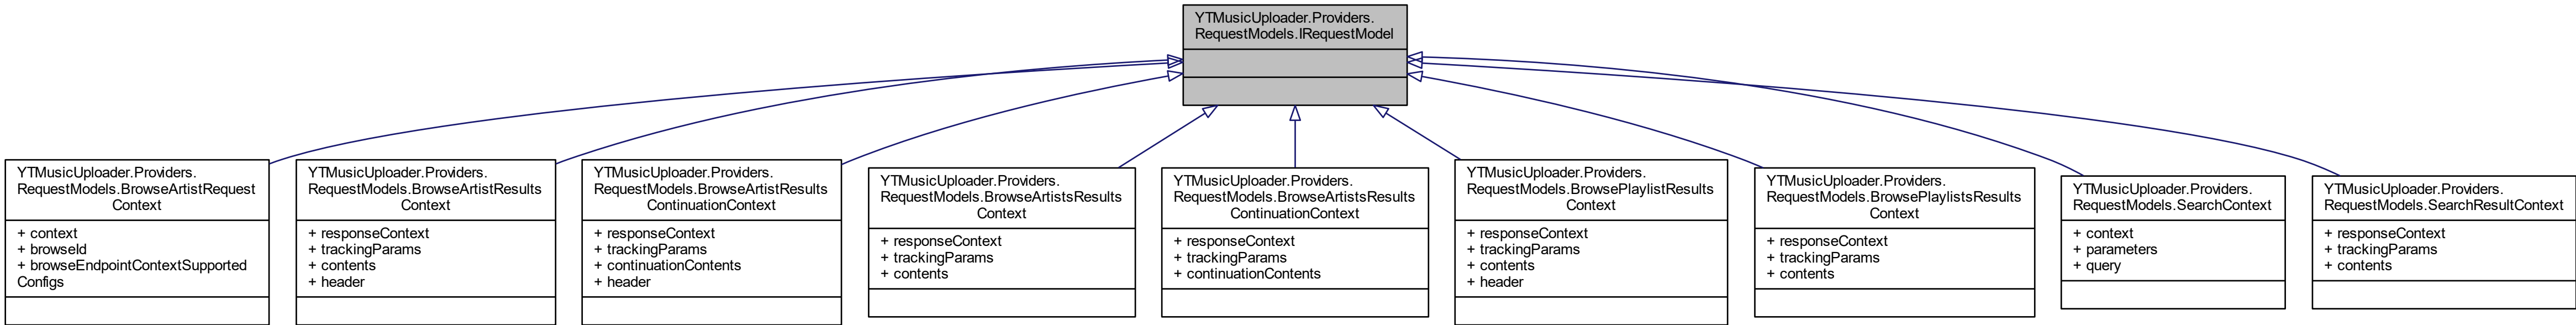 YTMusicUploader.Providers.
RequestModels.IRequestModel
YTMusicUploader.Providers.
RequestModels.BrowseArtistRequest
Context
+ context
+ browseId
+ browseEndpointContextSupported
Configs
YTMusicUploader.Providers.
RequestModels.BrowseArtistResults
Context
+ responseContext
+ trackingParams
+ contents
+ header
YTMusicUploader.Providers.
RequestModels.BrowseArtistResults
ContinuationContext
+ responseContext
+ trackingParams
+ continuationContents
+ header
YTMusicUploader.Providers.
RequestModels.BrowseArtistsResults
Context
+ responseContext
+ trackingParams
+ contents
YTMusicUploader.Providers.
RequestModels.BrowseArtistsResults
ContinuationContext
+ responseContext
+ trackingParams
+ continuationContents
YTMusicUploader.Providers.
RequestModels.BrowsePlaylistResults
Context
+ responseContext
+ trackingParams
+ contents
+ header
YTMusicUploader.Providers.
RequestModels.BrowsePlaylistsResults
Context
+ responseContext
+ trackingParams
+ contents
YTMusicUploader.Providers.
RequestModels.SearchContext
+ context
+ parameters
+ query
YTMusicUploader.Providers.
RequestModels.SearchResultContext
+ responseContext
+ trackingParams
+ contents